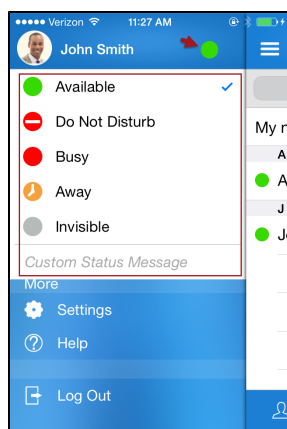 Verizon 11:27 AM
John Smith
Available
Do Not Disturb
Busy
Away
Invisible
Custom Status Message
More
Settings
Help
Log Out
My
A
A
J